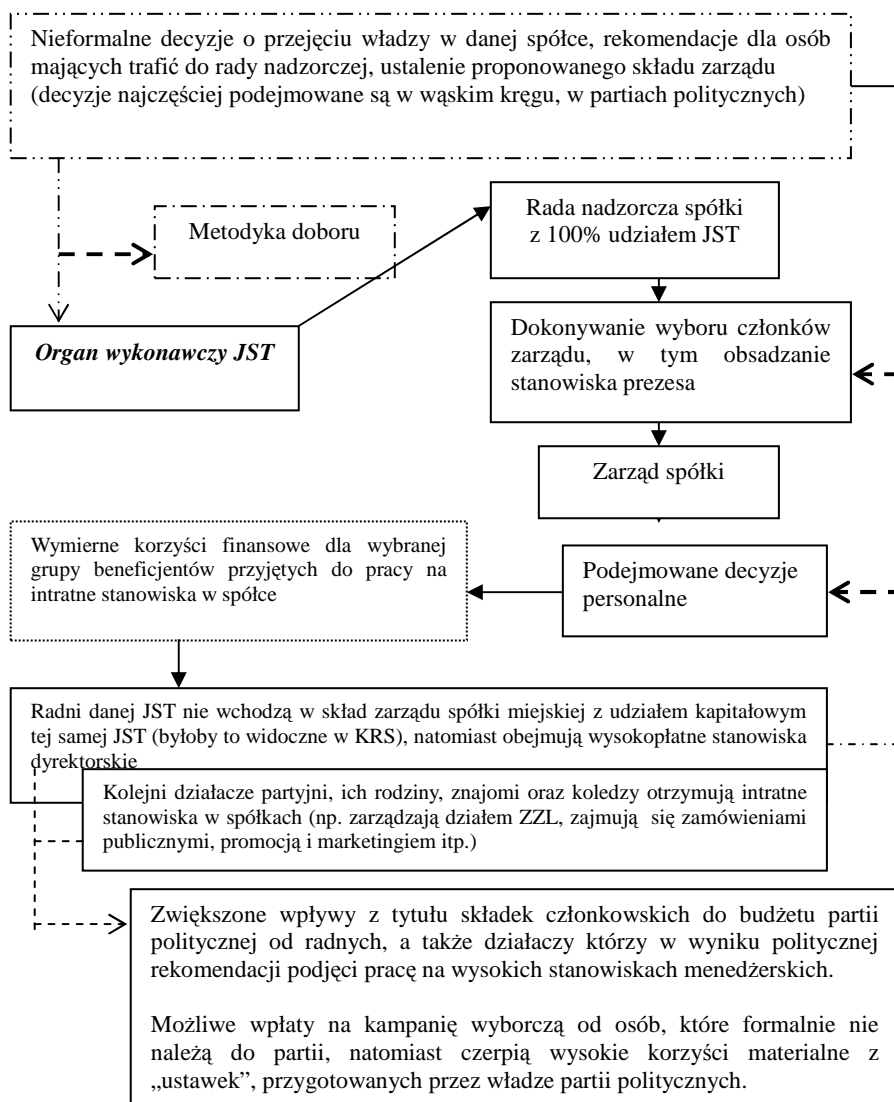 Nieformalne decyzje o przejęciu władzy w danej spółce, rekomendacje dla osób
mających trafić do rady nadzorczej, ustalenie proponowanego składu zarządu
(decyzje najczęściej podejmowane są w wąskim kręgu, w partiach politycznych)
Metodyka doboru
Rada nadzorcza spółki
z 100% udziałem JST
Organ wykonawczy JST
Dokonywanie wyboru członków
zarządu, w tym obsadzanie
stanowiska prezesa
Zarząd spółki
Wymierne korzyści finansowe dla wybranej
grupy beneficjentów przyjętych do pracy na
intratne stanowiska w spółce
Podejmowane decyzje
personalne
Radni danej JST nie wchodzą w skład zarządu spółki miejskiej z udziałem kapitałowym
tej samej JST (byłoby to widoczne w KRS), natomiast obejmują wysokopłatne stanowiska
dyrektorskie
Kolejni działacze partyjni, ich rodziny, znajomi oraz koledzy otrzymują intratne
stanowiska w spółkach (np. zarządzają działem ZZL, zajmują się zamówieniami
publicznymi, promocją i marketingiem itp.)
Zwiększone wpływy z tytułu składek członkowskich do budżetu partii
politycznej od radnych, a także działaczy którzy w wyniku politycznej
rekomendacji podjęci pracę na wysokich stanowiskach menedżerskich.
Możliwe wpłaty na kampanię wyborczą od osób, które formalnie nie
należą do partii, natomiast czerpią wysokie korzyści materialne z
„ustawek”, przygotowanych przez władze partii politycznych.